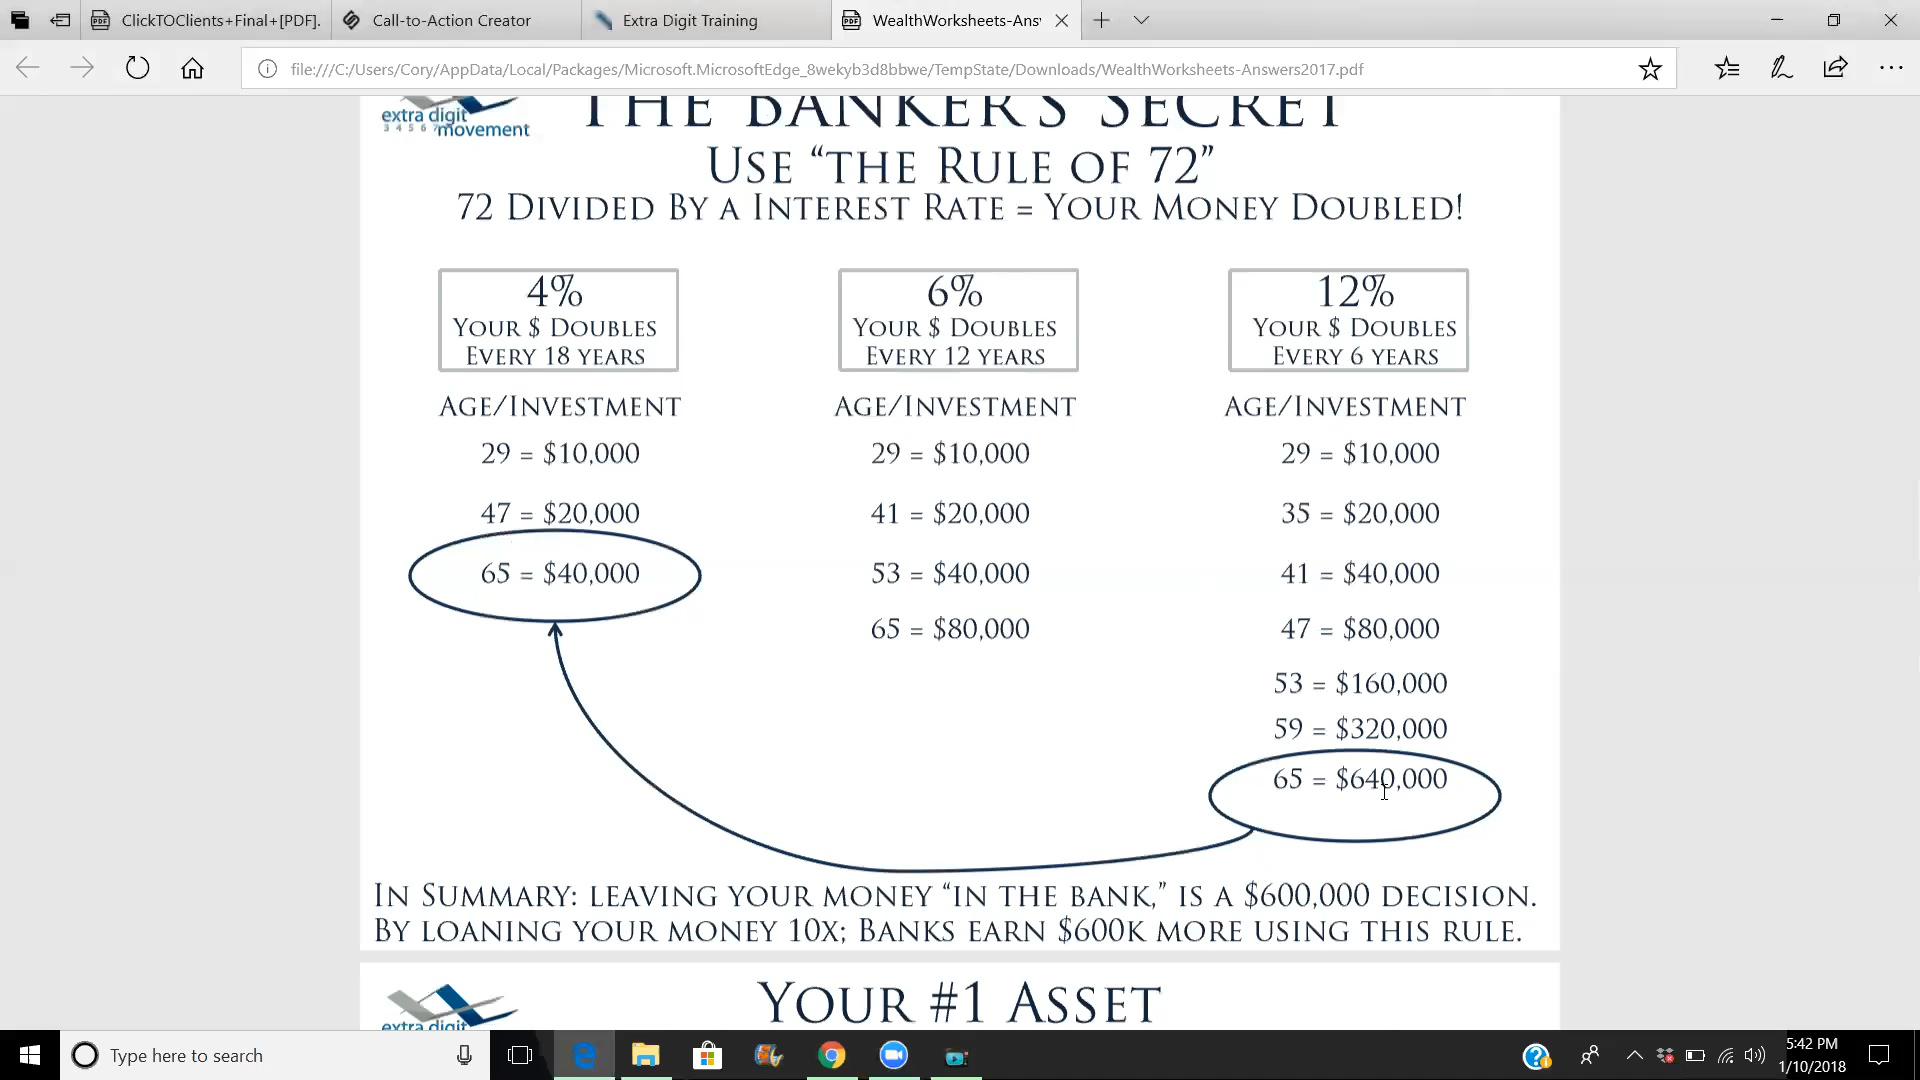 ClickTOClients+Final+[PDF].
Call-to-Action Creator
Extra Digit Training
WealthWorksheets-Ans
file:///C:/Users/Cory/AppData/Local/Packages/Microsoft.MicrosoftEdge_8wekyb3d8bbwe/TempState/Downloads/WealthWorksheets-Answers2017.pdf
extra digit
3 4 5 6 7
movement
The Banker's Secret
Use “the Rule of 72”
72 Divided By a Interest Rate = Your Money Doubled!
4%
Your $ Doubles
Every 18 years
Age/Investment
29 = $10,000
47 = $20,000
65 = $40,000
6%
Your $ Doubles
Every 12 years
Age/Investment
29 = $10,000
41 = $20,000
53 = $40,000
65 = $80,000
12%
Your $ Doubles
Every 6 years
Age/Investment
29 = $10,000
35 = $20,000
41 = $40,000
47 = $80,000
53 = $160,000
59 = $320,000
65 = $640,000
In Summary: leaving your money “in the bank,” is a $600,000 decision.
By loaning your money 10x; Banks earn $600k more using this rule.
extra digit
Your #1 Asset
Type here to search
5:42 PM
1/10/2018